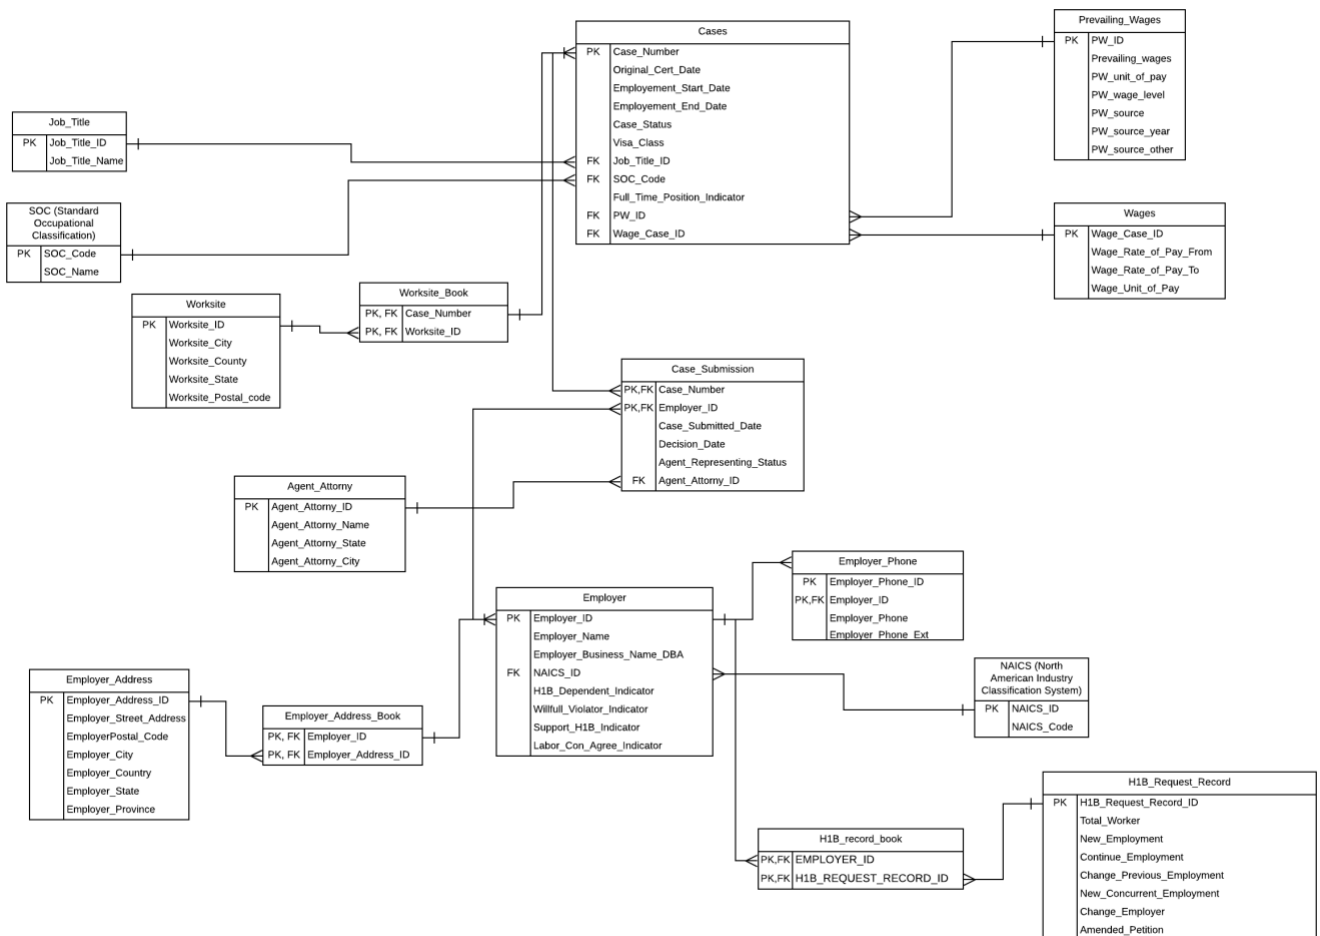 Cases
PK Case_Number
Original_Cert_Date
Employement_Start_Date
Employement_End_Date
Case_Status
Visa_Class
FK Job_Title_ID
FK SOC_Code
Full_Time_Position_Indicator
FK PW_ID
FK Wage_Case_ID
Prevailing_Wages
PK PW_ID
Prevailing_wages
PW_unit_of_pay
PW_wage_level
PW_source
PW_source_year
PW_source_other
Job_Title
PK Job_Title_ID
Job_Title_Name
SOC (Standard
Occupational
Classification)
PK SOC_Code
SOC_Name
Wages
PK Wage_Case_ID
Wage_Rate_of_Pay_From
Wage_Rate_of_Pay_To
Wage_Unit_of_Pay
Worksite
PK Worksite_ID
Worksite_City
Worksite_County
Worksite_State
Worksite_Postal_code
Worksite_Book
PK, FK Case_Number
PK, FK Worksite_ID
Case_Submission
PK,FK Case_Number
PK,FK Employer_ID
Case_Submitted_Date
Decision_Date
Agent_Representing_Status
FK Agent_Attorny_ID
Agent_Attorny
PK Agent_Attorny_ID
Agent_Attorny_Name
Agent_Attorny_State
Agent_Attorny_City
Employer
PK Employer_ID
Employer_Name
Employer_Business_Name_DBA
FK NAICS_ID
H1B_Dependent_Indicator
Willfull_Violator_Indicator
Support_H1B_Indicator
Labor_Con_Agree_Indicator
Employer_Phone
PK Employer_Phone_ID
PK,FK Employer_ID
Employer_Phone
Employer_Phone_Ext
NAICS (North
American Industry
Classification System)
PK NAICS_ID
NAICS_Code
Employer_Address
PK Employer_Address_ID
Employer_Street_Address
EmployerPostal_Code
Employer_City
Employer_Country
Employer_State
Employer_Province
Employer_Address_Book
PK, FK Employer_ID
PK, FK Employer_Address_ID
H1B_record_book
PK,FK EMPLOYER_ID
PK,FK H1B_REQUEST_RECORD_ID
H1B_Request_Record
PK H1B_Request_Record_ID
Total_Worker
New_Employment
Continue_Employment
Change_Previous_Employment
New_Concurrent_Employment
Change_Employer
Amended_Petition